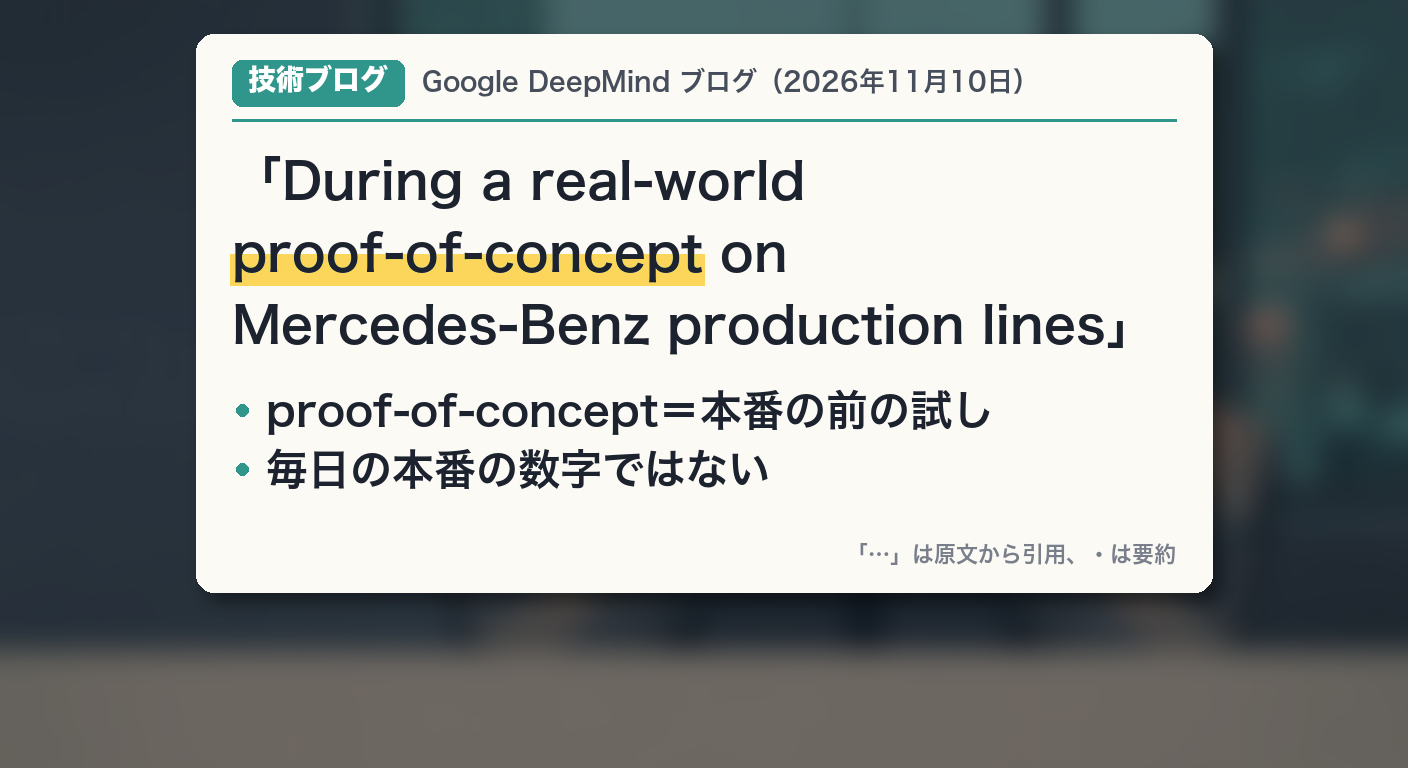 技術ブログ
Google DeepMind ブログ（2026年11月10日）
「During a real-world
proof-of-concept on
Mercedes-Benz production lines」
• proof-of-concept＝本番の前の試し
• 毎日の本番の数字ではない
「…」は原文から引用、・は要約